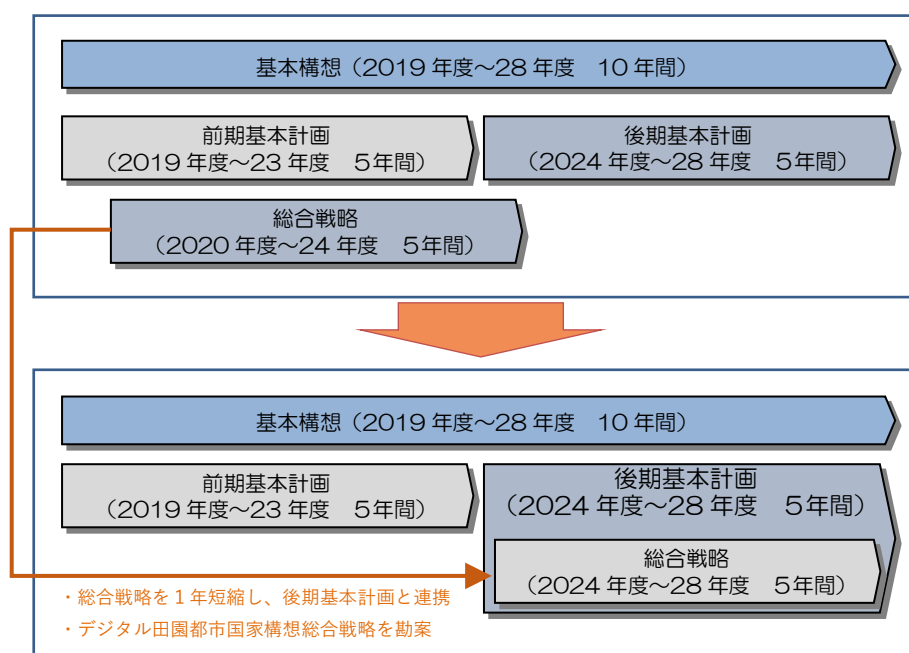 基本構想（2019 年度～28 年度　10 年間）
前期基本計画
（2019 年度～23 年度　5年間）
後期基本計画
（2024 年度～28 年度　5年間）
総合戦略
（2020 年度～24 年度　5年間）
基本構想（2019 年度～28 年度　10 年間）
前期基本計画
（2019 年度～23 年度　5年間）
後期基本計画
（2024 年度～28 年度　5年間）
総合戦略
（2024 年度～28 年度　5年間）
・総合戦略を１年短縮し、後期基本計画と連携
・デジタル田園都市国家構想総合戦略を勘案